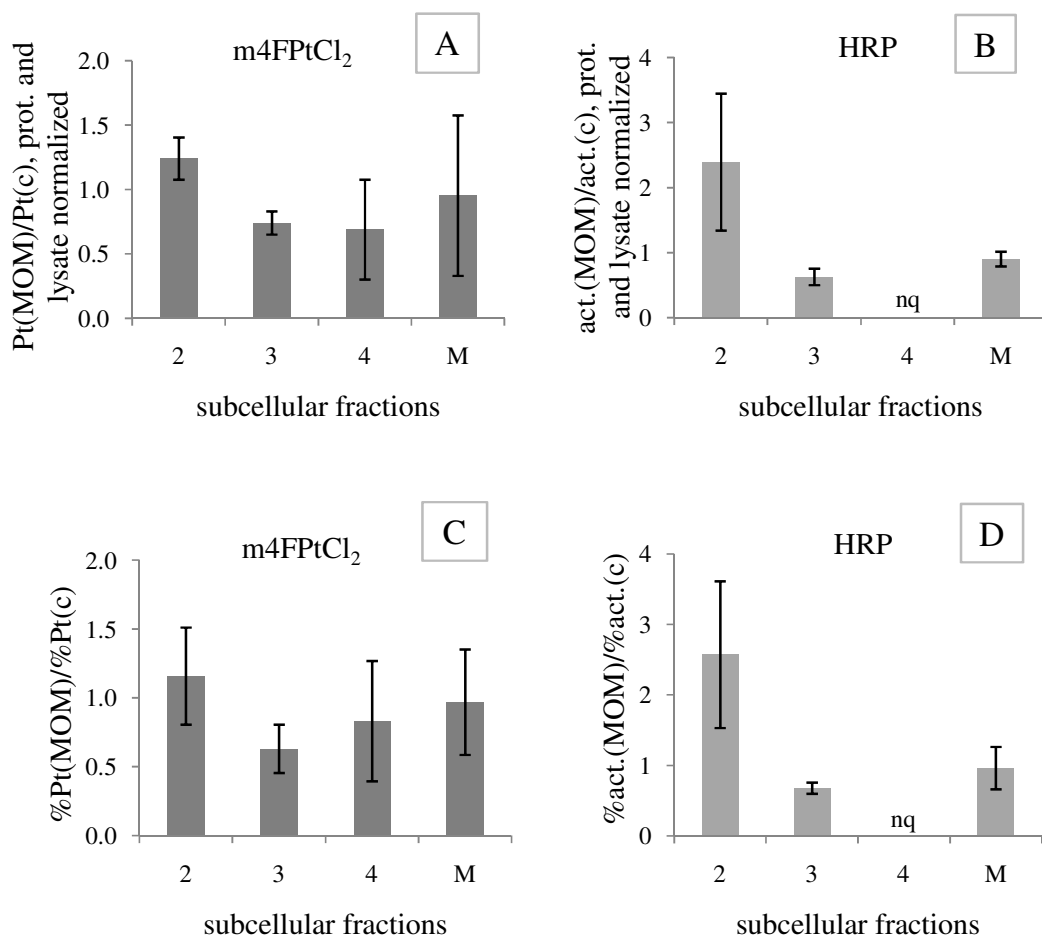 m4FPtCl₂
A
Pt(MOM)/Pt(c), prot. and
lysate normalized
2.0
1.5
1.0
0.5
0.0
2 3 4 M
subcellular fractions
HRP
B
act.(MOM)/act.(c), prot.
and lysate normalized
4
3
2
1
0
nq
2 3 4 M
subcellular fractions
m4FPtCl₂
C
%Pt(MOM)/%Pt(c)
2.0
1.5
1.0
0.5
0.0
2 3 4 M
subcellular fractions
HRP
D
%act.(MOM)/%act.(c)
4
3
2
1
0
nq
2 3 4 M
subcellular fractions